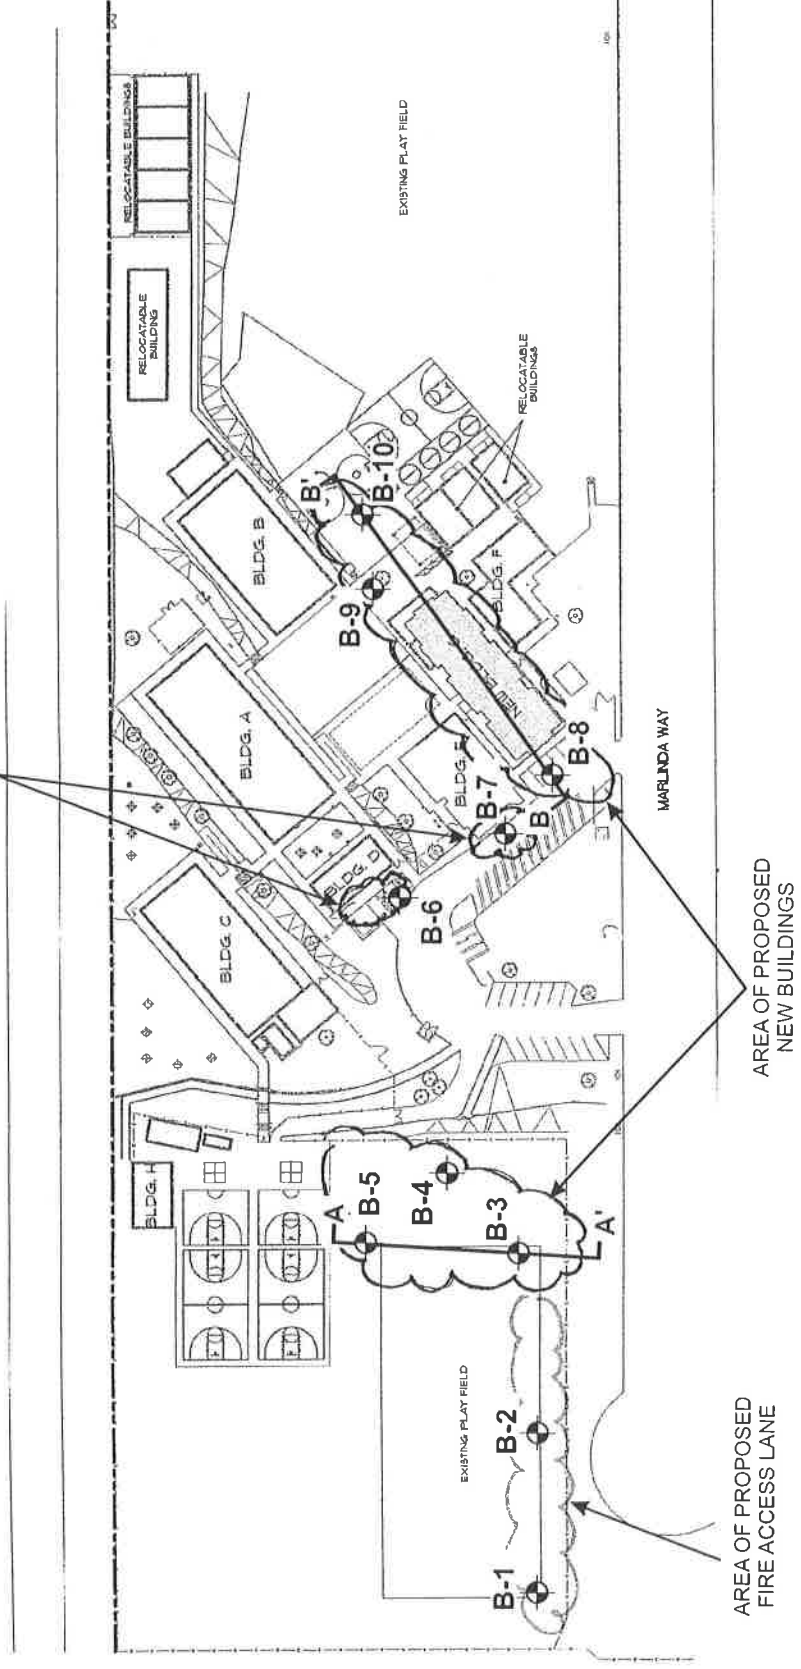 RELOCATABLE BUILDINGS
RELOCATABLE
BUILDING
EXISTING PLAY FIELD
RELOCATABLE
BUILDINGS
BLDG. B
B'
B-10
B-9
BLDG. F
BLDG. A
B-8
BLDG. E
B-7
B
MARLINDA WAY
BLDG. D
B-6
BLDG. C
AREA OF PROPOSED
NEW BUILDINGS
BLDG. H
A
B-5
B-4
B-3
A'
EXISTING PLAY FIELD
B-2
B-1
AREA OF PROPOSED
FIRE ACCESS LANE